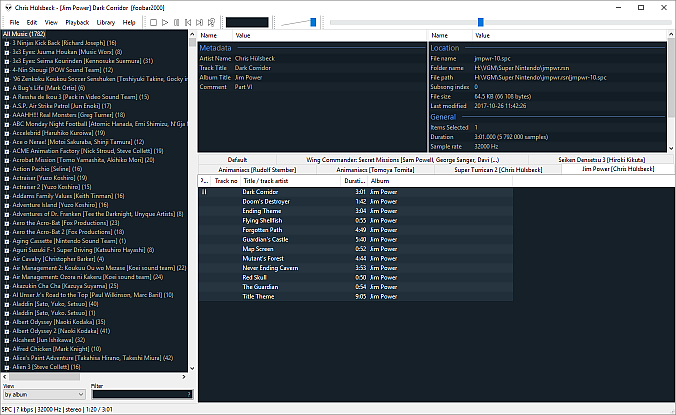 Chris Hülsbeck - [Jim Power] Dark Corridor [foobar2000]
File Edit View Playback Library Help
All Music (1782)
3 Ninjas Kick Back [Richard Joseph] (16)
3x3 Eyes: Juuma Houkan [Music Wors] (8)
3x3 Eyes: Seima Kourinden [Kennosuke Suemura] (31)
4-Nin Shougi [POW Sound Team] (12)
'96 Zenkoku Koukou Soccer Senshuken [Toshiyuki Takine, Gockey
A Bug's Life [Mark Ortiz] (6)
A Ressha de Ikou 3 [Pack in Video Sound Team] (15)
A.S.P. Air Strike Patrol [Jun Enoki] (17)
AAAHH!!! Real Monsters [Greg Turner] (18)
ABC Monday Night Football [Atomic Hanada, Emi Shimizu, N'Gja
Accelebrid [Haruhiko Kuroiwa] (19)
Ace o Nerae! [Motoi Sakuraba, Shinji Tamura] (12)
ACME Animation Factory [Nick Stroud, Steve Collett] (19)
Acrobat Mission [Tomo Yamashita, Akihiko Mori] (20)
Action Pachio [Seline] (16)
Actraiser [Yuzo Koshiro] (19)
Actraiser 2 [Yuzo Koshiro] (15)
Addams Family Values [Keith Tinman] (16)
Adventure Island [Yuzo Koshiro] (16)
Adventures of Dr. Franken [Tee the Darknight, Unyque Artists] (8)
Aero the Acro-Bat [Fox Productions] (23)
Aero the Acro-Bat 2 [Fox Productions] (18)
Aging Cassette [Nintendo Sound Team] (1)
Aguri Suzuki F-1 Super Driving [Katsuhiro Hayashi] (8)
Air Cavalry [Christopher Barker] (4)
Air Management 2: Koukuu Ou wo Mezase [Koei sound team] (22)
Air Management: Ozora ni Kakeru [Koei sound team] (24)
Akazukin Cha Cha [Kazuya Suyama] (25)
Al Unser Jr's Road to the Top [Paul Wilkinson, Marc Baril] (10)
Aladdin [Sato, Yuko, Setsuo] (40)
Aladdin [Sato, Yuko, Setsuo] (1)
Albert Odyssey [Naoki Kodaka] (35)
Albert Odyssey 2 [Naoki Kodaka] (41)
Alcahest [Jun Ishikawa] (32)
Alfred Chicken [Mark Knight] (10)
Alice's Paint Adventure [Takahisa Hirano, Takeshi Miura] (42)
Alien 3 [Steve Collett] (16)
View
by album
Filter
?
Name Value
Metadata
Artist Name Chris Hülsbeck
Track Title Dark Corridor
Album Title Jim Power
Comment Part VI
Name Value
Location
File name jmpwr-10.spc
Folder name H:\VGM\Super Nintendo\jmpwr.rsn
File path H:\VGM\Super Nintendo\jmpwr.rsn|jmpwr-10.spc
Subsong index 0
File size 64.5 KB (66 106 bytes)
Last modified 2017-10-26 11:42:26
General
Items Selected 1
Duration 3:01.000 (5 792 000 samples)
Sample rate 32000 Hz
Default
Wing Commander: Secret Missions [Sam Powell, George Sanger, Davi (...)
Seiken Densetsu 3 [Hiroki Kikuta]
Animaniacs [Rudolf Stember]
Animaniacs [Tomoya Tomita]
Super Turrican 2 [Chris Hülsbeck]
Jim Power [Chris Hülsbeck]
Track no Title / track artist Durati... Album
Dark Corridor 3:01 Jim Power
Doom's Destroyer 1:42 Jim Power
Ending Theme 3:04 Jim Power
Flying Shellfish 0:55 Jim Power
Forgotten Path 4:49 Jim Power
Guardian's Castle 5:40 Jim Power
Map Screen 0:52 Jim Power
Mutant's Forest 4:44 Jim Power
Never Ending Cavern 3:53 Jim Power
Red Skull 0:50 Jim Power
The Guardian 0:54 Jim Power
Title Theme 9:05 Jim Power
SPC | ? kbps | 32000 Hz | stereo | 1:20 / 3:01